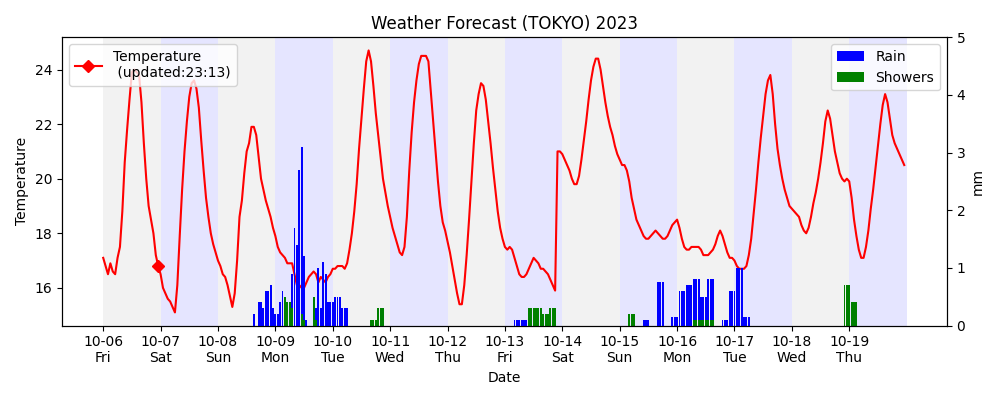 Weather Forecast (TOKYO) 2023
Temperature
(updated:23:13)
Rain
Showers
Temperature
24
22
20
18
16
mm
5
4
3
2
1
0
10-06 10-07 10-08 10-09 10-10 10-11 10-12 10-13 10-14 10-15 10-16 10-17 10-18 10-19
Fri Sat Sun Mon Tue Wed Thu Fri Sat Sun Mon Tue Wed Thu
Date